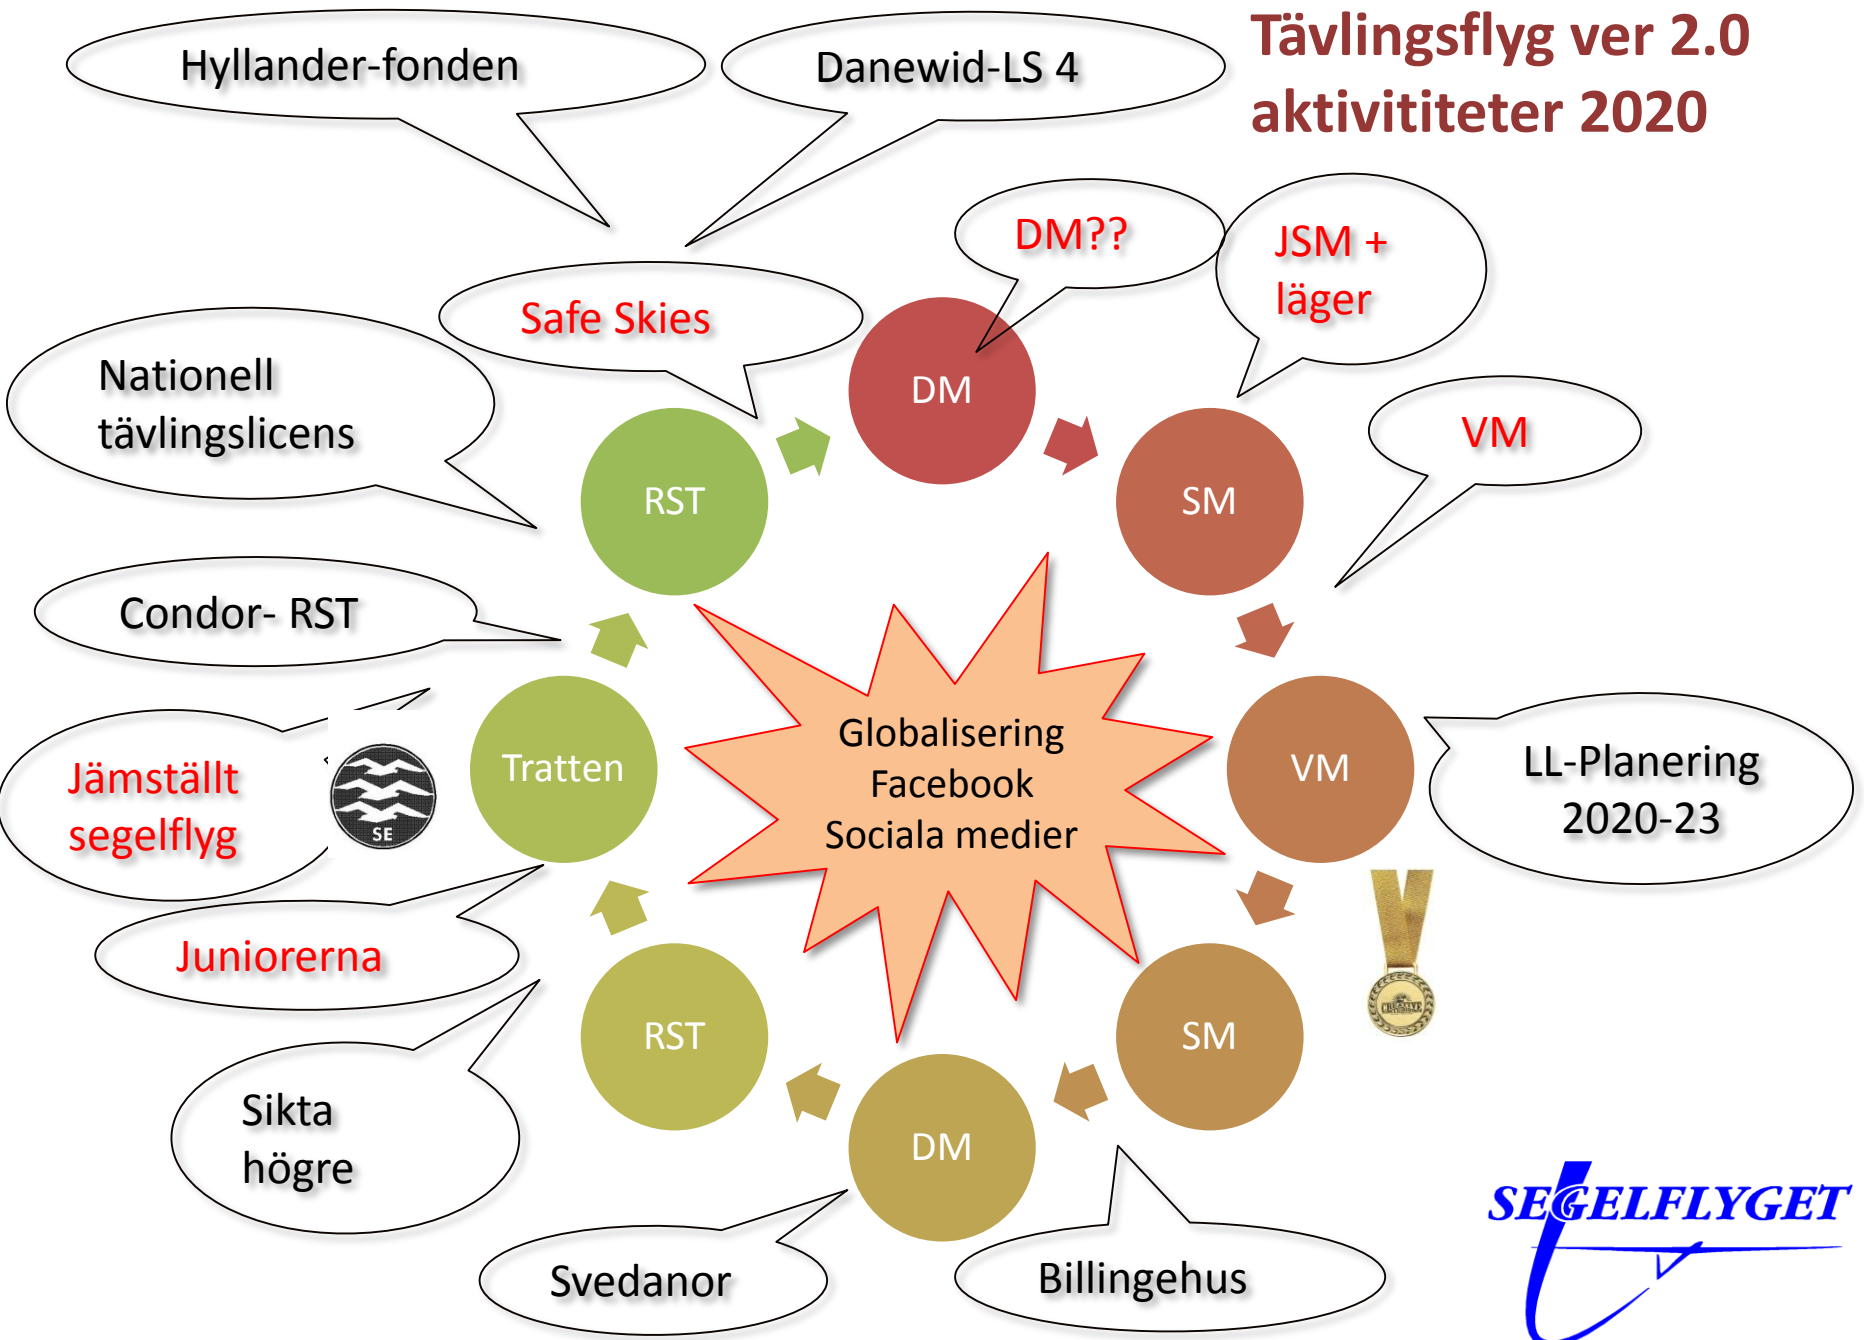 Tävlingsflyg ver 2.0
aktivititeter 2020
Hyllander-fonden
Danewid-LS 4
DM??
JSM +
läger
Safe Skies
VM
Nationell
tävlingslicens
DM
RST
SM
Condor- RST
Tratten
Globalisering
Facebook
Sociala medier
VM
LL-Planering
2020-23
Jämställt
segelflyg
SE
Juniorerna
RST
SM
Sikta
högre
DM
Svedanor
Billingehus
SEGELFLYGET